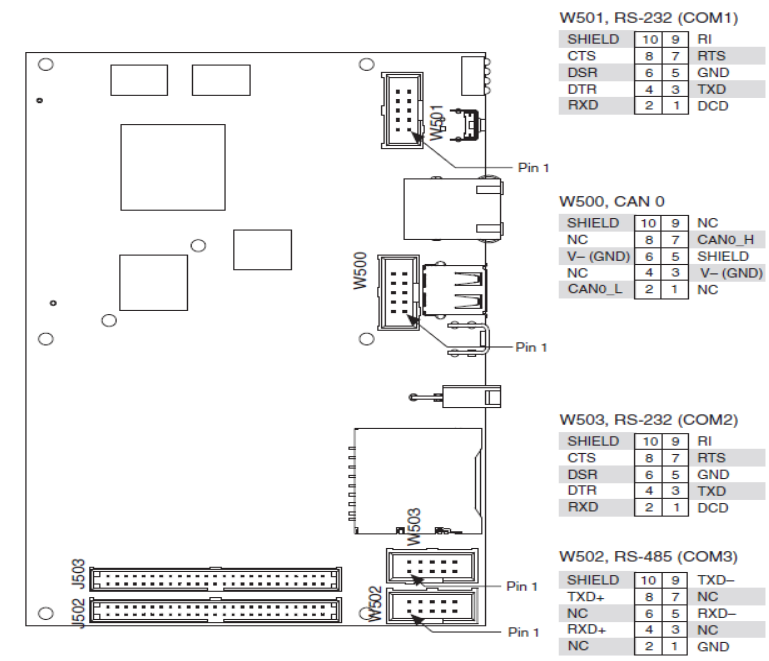 W501, RS-232 (COM1)
SHIELD 10 9 RI
CTS 8 7 RTS
DSR 6 5 GND
DTR 4 3 TXD
RXD 2 1 DCD
W501
Pin 1
W500, CAN 0
SHIELD 10 9 NC
NC 8 7 CAN0_H
V– (GND) 6 5 SHIELD
NC 4 3 V– (GND)
CAN0_L 2 1 NC
W500
Pin 1
W503, RS-232 (COM2)
SHIELD 10 9 RI
CTS 8 7 RTS
DSR 6 5 GND
DTR 4 3 TXD
RXD 2 1 DCD
W503
W502, RS-485 (COM3)
SHIELD 10 9 TXD–
TXD+ 8 7 NC
NC 6 5 RXD–
RXD+ 4 3 NC
NC 2 1 GND
J503
Pin 1
J502
W502
Pin 1